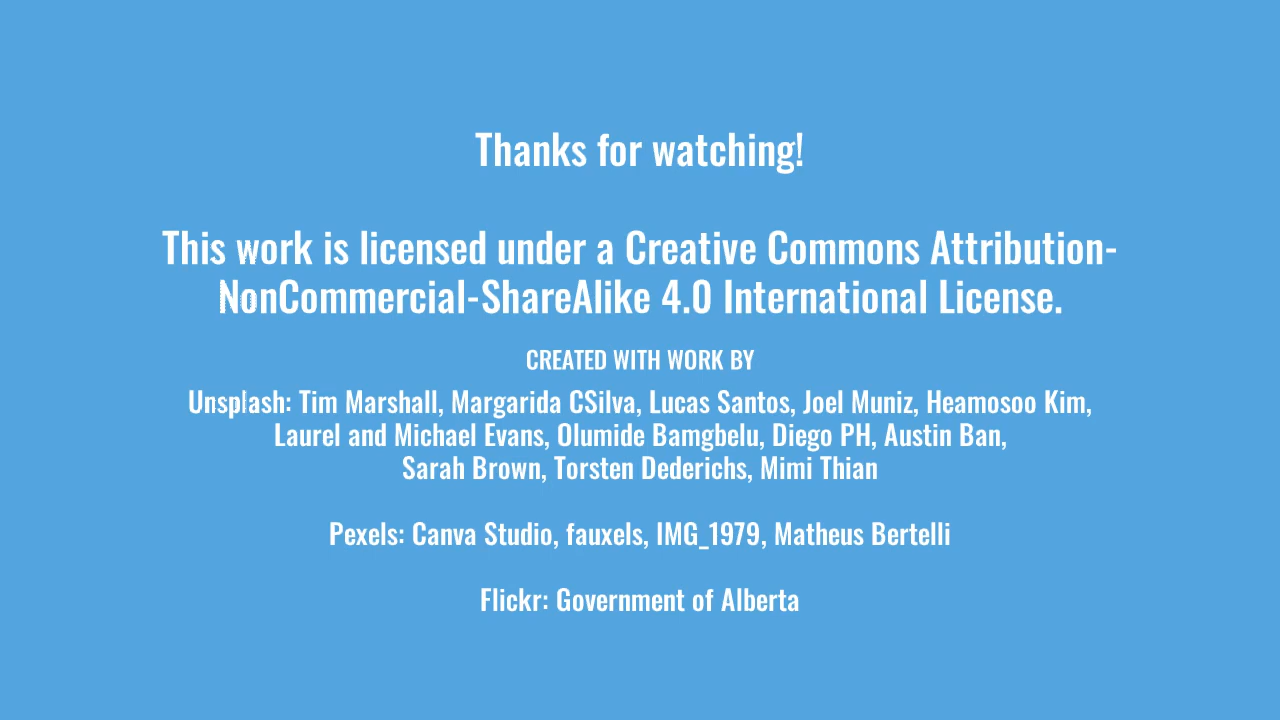 Thanks for watching!
This work is licensed under a Creative Commons Attribution-
NonCommercial-ShareAlike 4.0 International License.
CREATED WITH WORK BY
Unsplash: Tim Marshall, Margarida CSilva, Lucas Santos, Joel Muniz, Heamosoo Kim,
Laurel and Michael Evans, Olumide Bamgbelu, Diego PH, Austin Ban,
Sarah Brown, Torsten Dederichs, Mimi Thian
Pexels: Canva Studio, fauxels, IMG_1979, Matheus Bertelli
Flickr: Government of Alberta